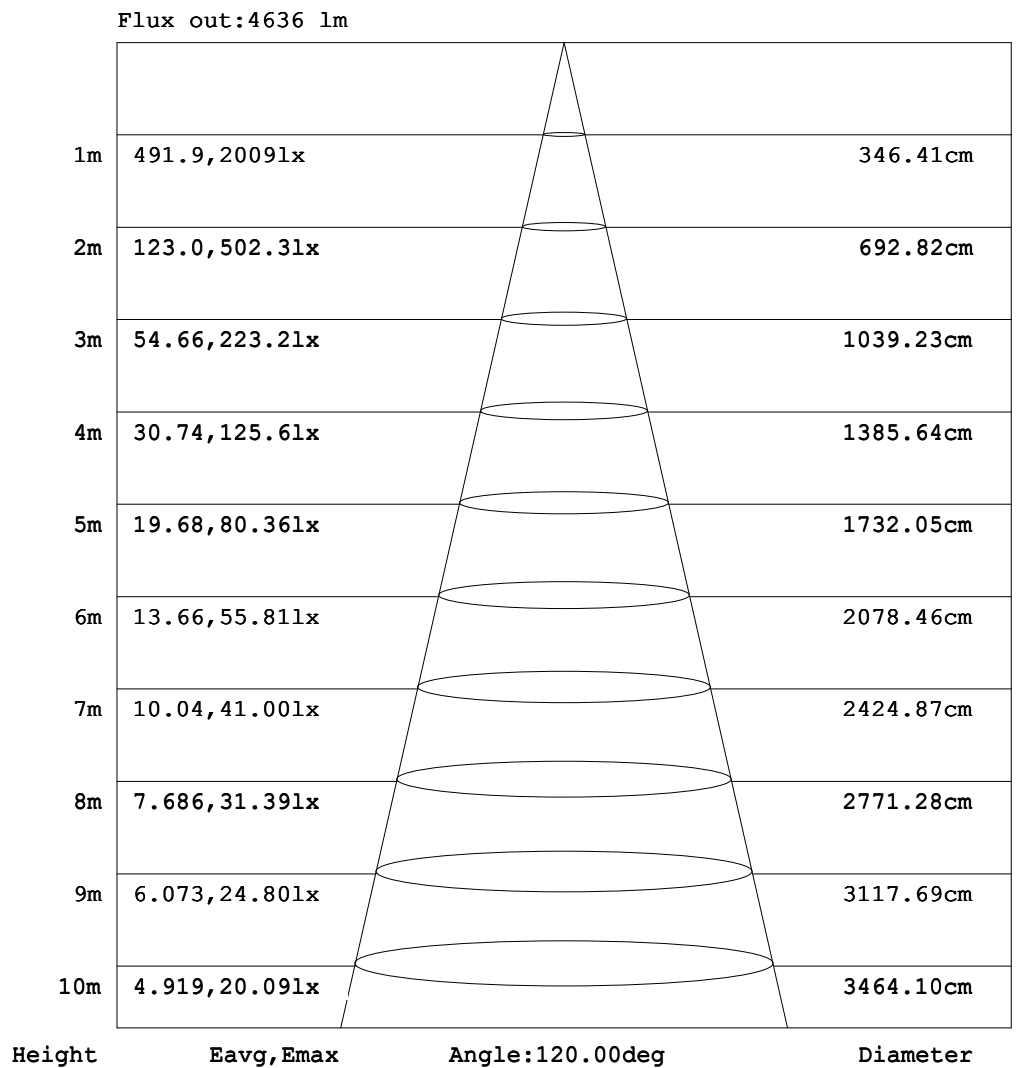 Flux out:4636 lm
1m 491.9,2009lx 346.41cm
2m 123.0,502.3lx 692.82cm
3m 54.66,223.2lx 1039.23cm
4m 30.74,125.6lx 1385.64cm
5m 19.68,80.36lx 1732.05cm
6m 13.66,55.81lx 2078.46cm
7m 10.04,41.00lx 2424.87cm
8m 7.686,31.39lx 2771.28cm
9m 6.073,24.80lx 3117.69cm
10m 4.919,20.09lx 3464.10cm
Height Eavg,Emax Angle:120.00deg Diameter